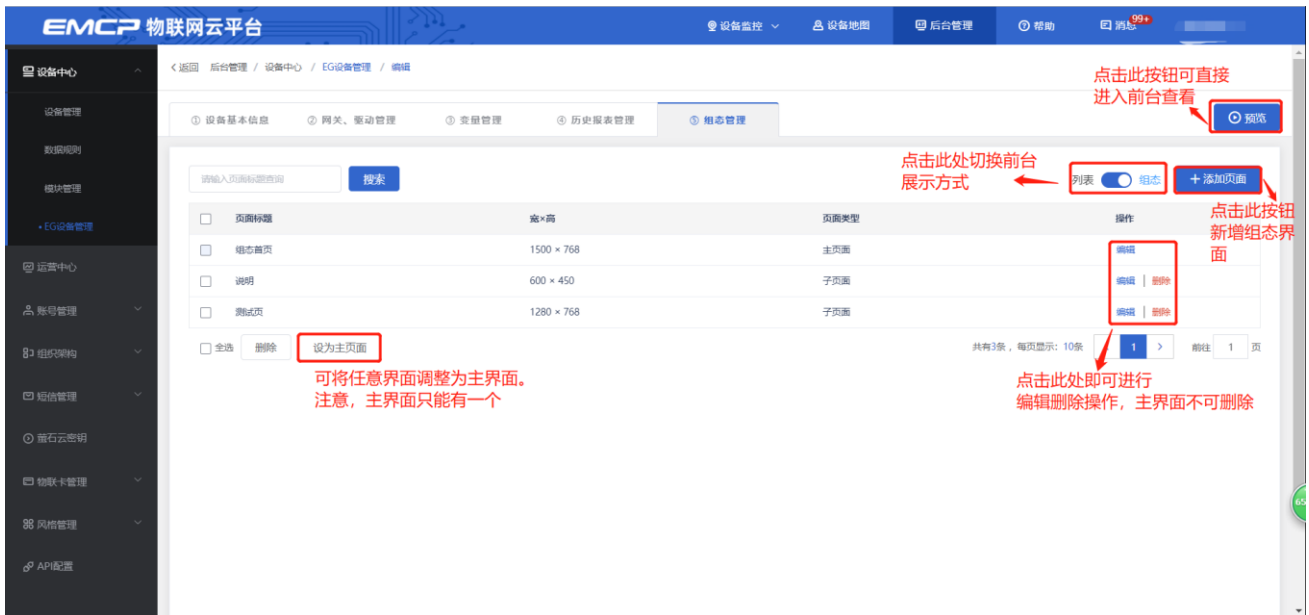 EMCP 物联网云平台
设备监控
设备地图
后台管理
帮助
消息
99+
设备中心
设备管理
数据规则
模块管理
EG设备管理
运营中心
账号管理
组织架构
短信管理
萤石云密钥
物联卡管理
风格管理
API配置
<返回 后台管理 / 设备中心 / EG设备管理 / 编辑
点击此按钮可直接
进入前台查看
① 设备基本信息
② 网关、驱动管理
③ 变量管理
④ 历史报表管理
⑤ 组态管理
预览
点击此处切换前台
展示方式
请输入页面标题查询
搜索
列表
组态
+添加页面
点击此按钮
新增组态界
面
页面标题 宽×高 页面类型 操作
组态首页 1500 × 768 主页面 编辑
说明 600 × 450 子页面 编辑 | 删除
测试页 1280 × 768 子页面 编辑 | 删除
全选 删除 设为主页面
共有3条，每页显示：10条 1 > 前往 1 页
可将任意界面调整为主界面。
注意，主界面只能有一个
点击此处即可进行
编辑删除操作，主界面不可删除
65